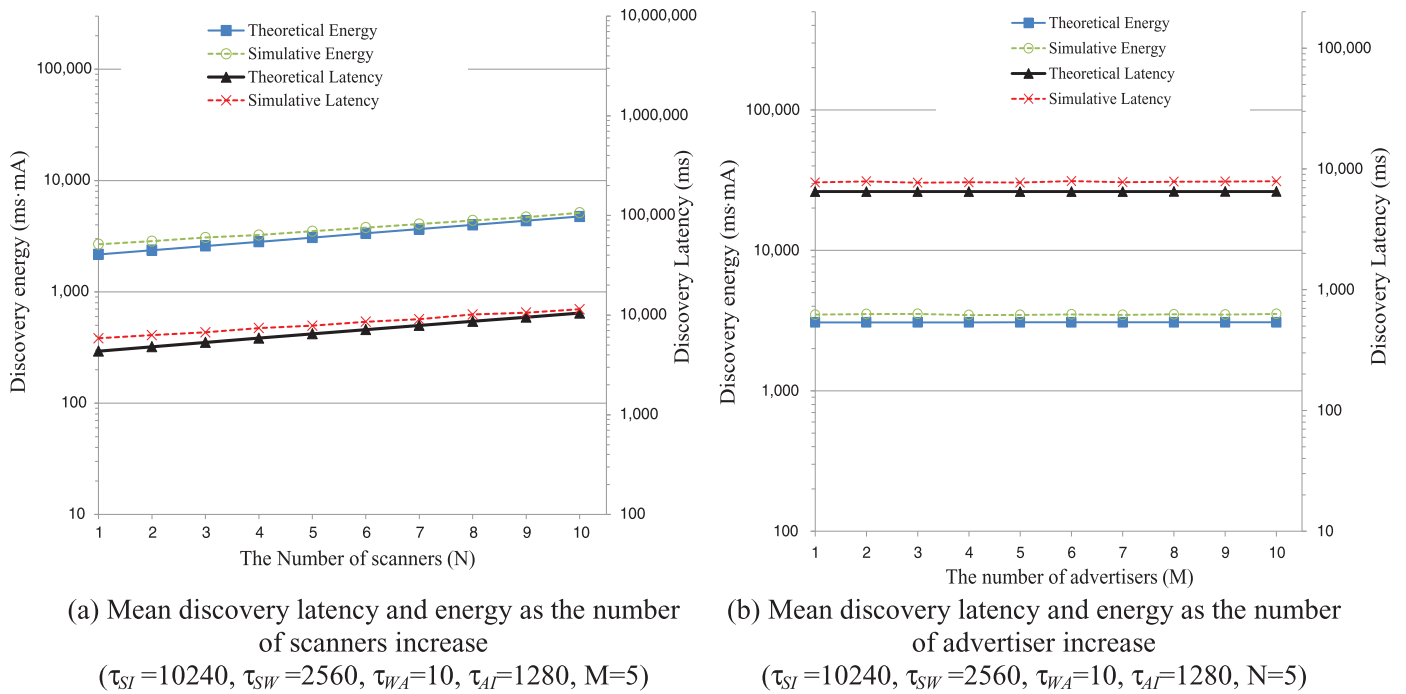 Theoretical Energy
Simulative Energy
Theoretical Latency
Simulative Latency
Discovery energy (ms·mA)
100,000
10,000
1,000
100
10
10,000,000
1,000,000
100,000
10,000
1,000
100
Discovery Latency (ms)
1 2 3 4 5 6 7 8 9 10
The Number of scanners (N)
(a) Mean discovery latency and energy as the number
of scanners increase
(τSI =10240, τSW =2560, τWA=10, τAI=1280, M=5)
Theoretical Energy
Simulative Energy
Theoretical Latency
Simulative Latency
Discovery energy (ms·mA)
100,000
10,000
1,000
100
100,000
10,000
1,000
100
10
Discovery Latency (ms)
1 2 3 4 5 6 7 8 9 10
The number of advertisers (M)
(b) Mean discovery latency and energy as the number
of advertiser increase
(τSI =10240, τSW =2560, τWA=10, τAI=1280, N=5)